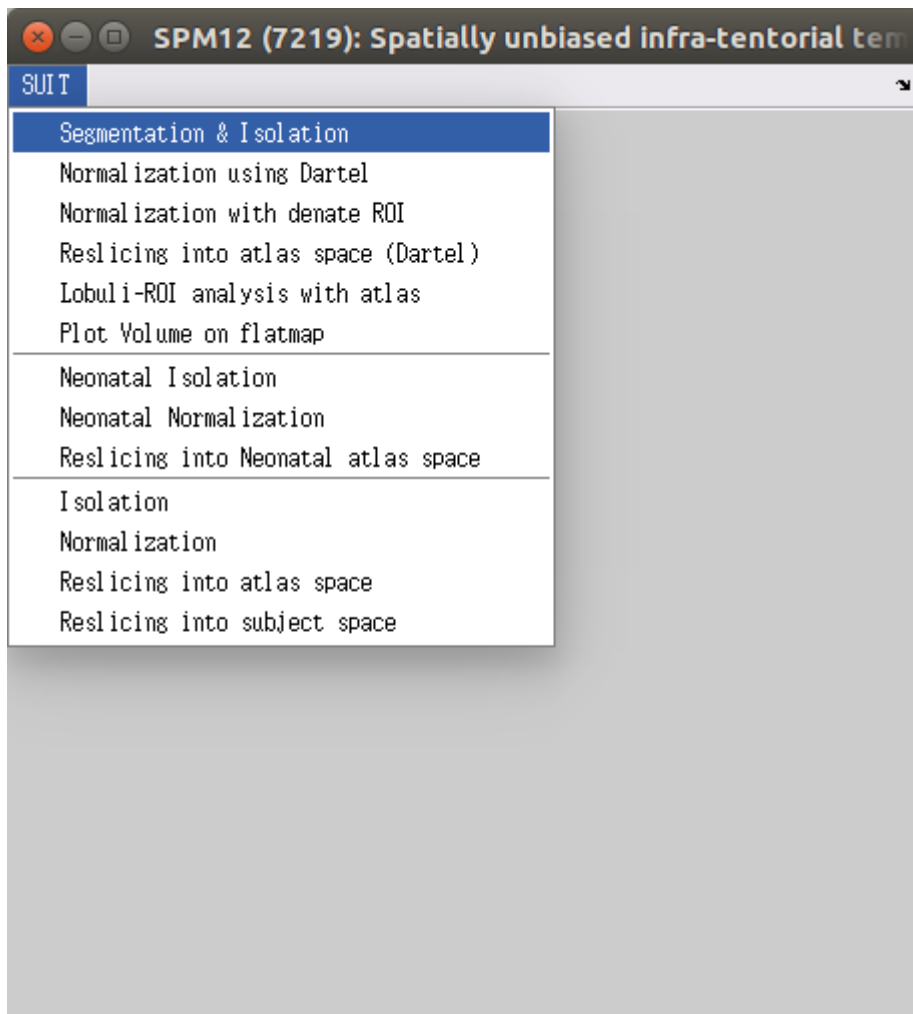 SPM12 (7219): Spatially unbiased infra-tentorial tem
SUIT
Segmentation & Isolation
Normalization using Dartel
Normalization with denate ROI
Reslicing into atlas space (Dartel)
Lobuli-ROI analysis with atlas
Plot Volume on flatmap
Neonatal Isolation
Neonatal Normalization
Reslicing into Neonatal atlas space
Isolation
Normalization
Reslicing into atlas space
Reslicing into subject space